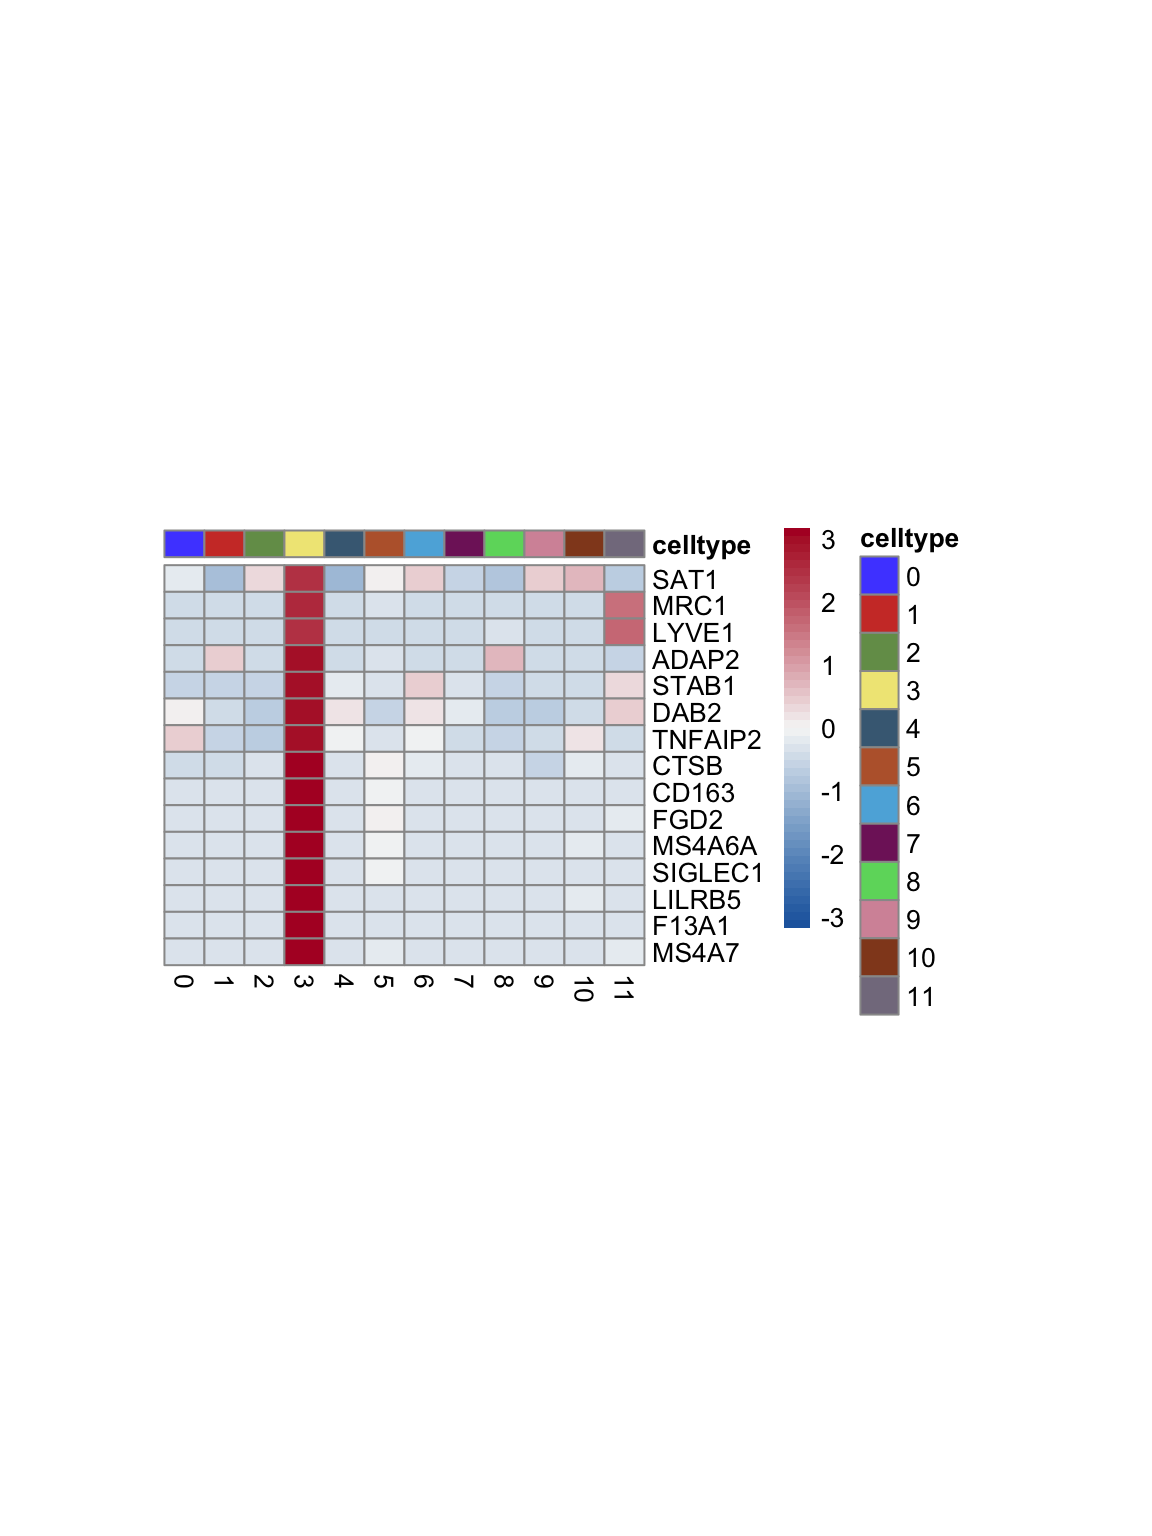 celltype
SAT1
MRC1
LYVE1
ADAP2
STAB1
DAB2
TNFAIP2
CTSB
CD163
FGD2
MS4A6A
SIGLEC1
LILRB5
F13A1
MS4A7
0 1 2 3 4 5 6 7 8 9 10 11
3
2
1
0
-1
-2
-3
celltype
0
1
2
3
4
5
6
7
8
9
10
11